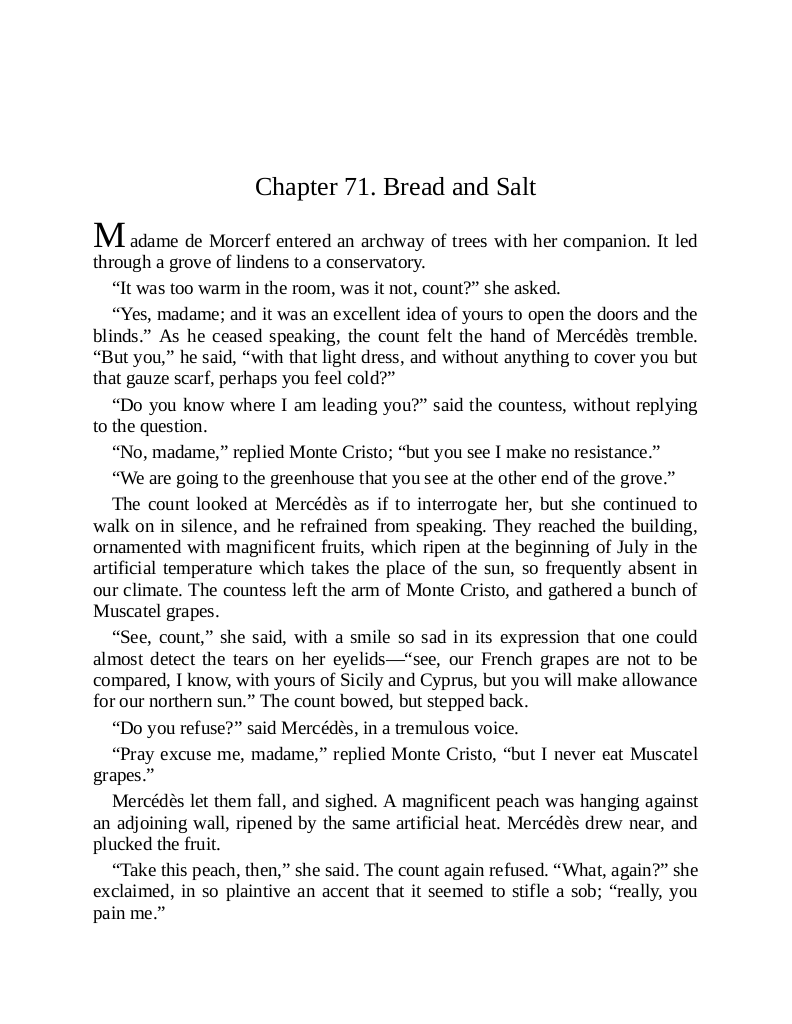 Chapter 71. Bread and Salt
Madame de Morcerf entered an archway of trees with her companion. It led
through a grove of lindens to a conservatory.
“It was too warm in the room, was it not, count?” she asked.
“Yes, madame; and it was an excellent idea of yours to open the doors and the
blinds.” As he ceased speaking, the count felt the hand of Mercédès tremble.
“But you,” he said, “with that light dress, and without anything to cover you but
that gauze scarf, perhaps you feel cold?”
“Do you know where I am leading you?” said the countess, without replying
to the question.
“No, madame,” replied Monte Cristo; “but you see I make no resistance.”
“We are going to the greenhouse that you see at the other end of the grove.”
The count looked at Mercédès as if to interrogate her, but she continued to
walk on in silence, and he refrained from speaking. They reached the building,
ornamented with magnificent fruits, which ripen at the beginning of July in the
artificial temperature which takes the place of the sun, so frequently absent in
our climate. The countess left the arm of Monte Cristo, and gathered a bunch of
Muscatel grapes.
“See, count,” she said, with a smile so sad in its expression that one could
almost detect the tears on her eyelids—“see, our French grapes are not to be
compared, I know, with yours of Sicily and Cyprus, but you will make allowance
for our northern sun.” The count bowed, but stepped back.
“Do you refuse?” said Mercédès, in a tremulous voice.
“Pray excuse me, madame,” replied Monte Cristo, “but I never eat Muscatel
grapes.”
Mercédès let them fall, and sighed. A magnificent peach was hanging against
an adjoining wall, ripened by the same artificial heat. Mercédès drew near, and
plucked the fruit.
“Take this peach, then,” she said. The count again refused. “What, again?” she
exclaimed, in so plaintive an accent that it seemed to stifle a sob; “really, you
pain me.”